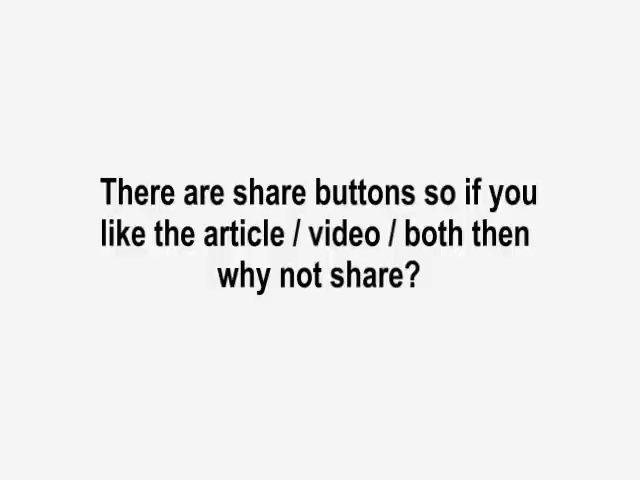 There are share buttons so if you
like the article / video / both then
why not share?